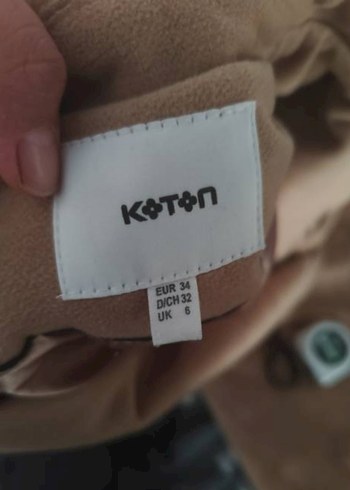 KOTON
EUR 34
D/CH 32
UK 6